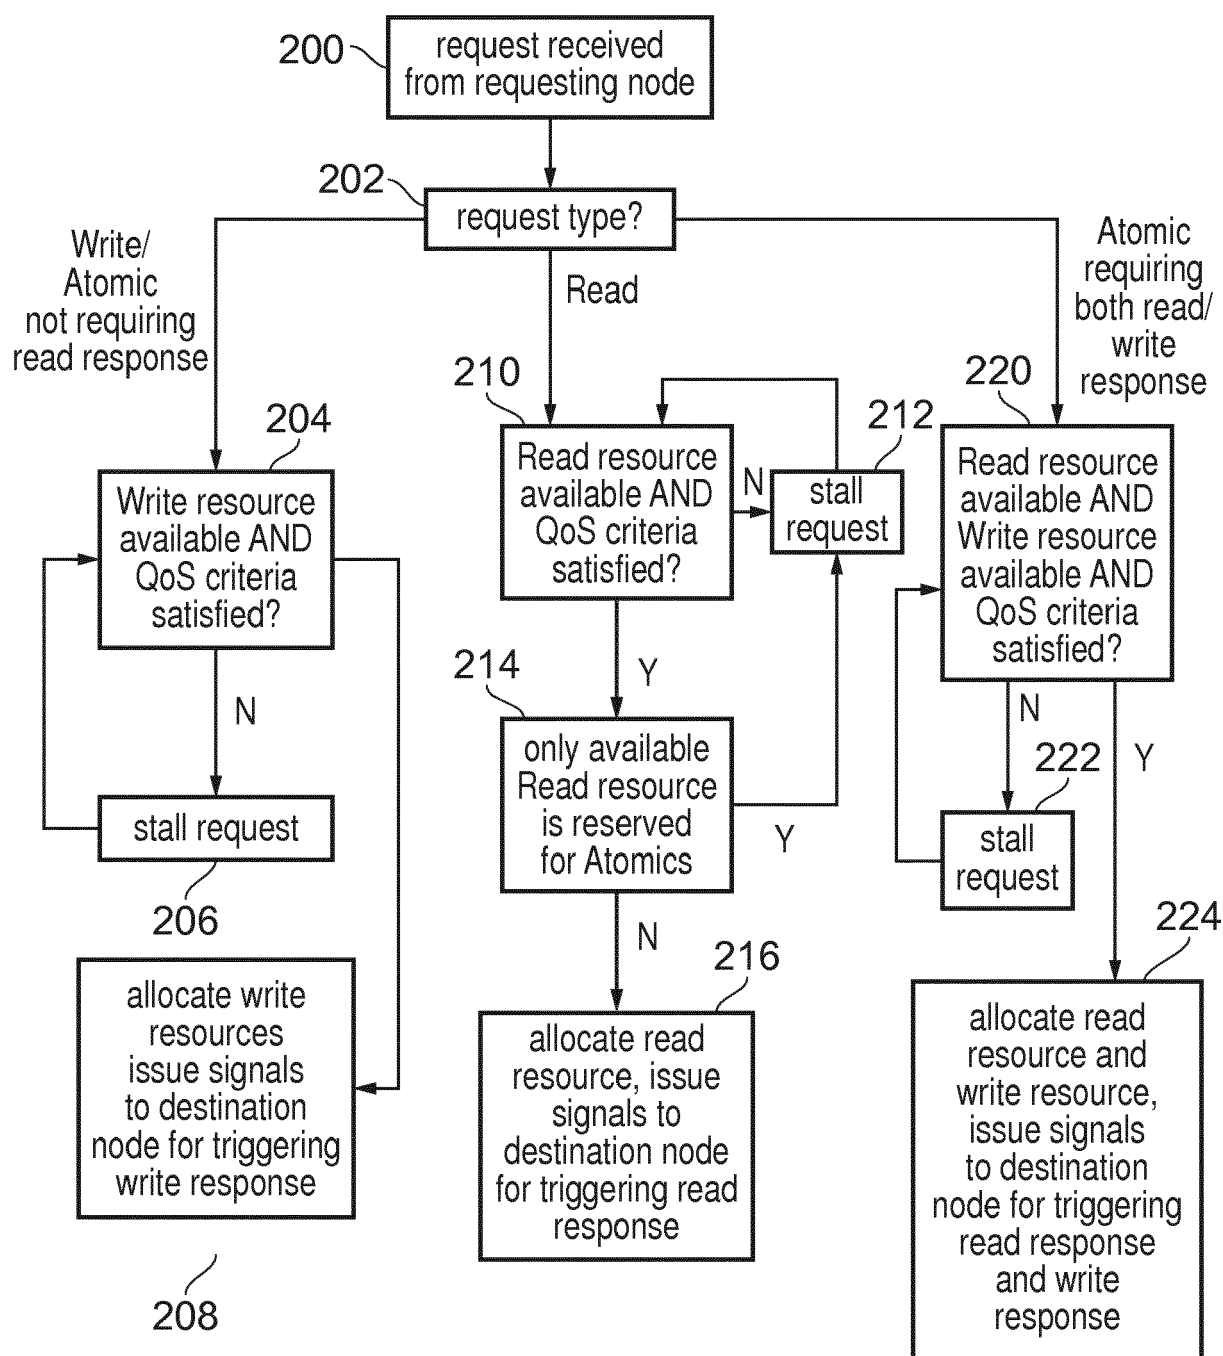 200
request received
from requesting node
202
request type?
Write/
Atomic
not requiring
read response
Read
Atomic
requiring
both read/
write
response
204
Write resource
available AND
QoS criteria
satisfied?
N
stall request
206
allocate write
resources
issue signals
to destination
node for triggering
write response
208
210
Read resource
available AND
QoS criteria
satisfied?
N
212
stall
request
Y
214
only available
Read resource
is reserved
for Atomics
Y
N
216
allocate read
resource, issue
signals to
destination node
for triggering read
response
220
Read resource
available AND
Write resource
available AND
QoS criteria
satisfied?
N
Y
222
stall
request
224
allocate read
resource and
write resource,
issue signals
to destination
node for triggering
read response
and write
response